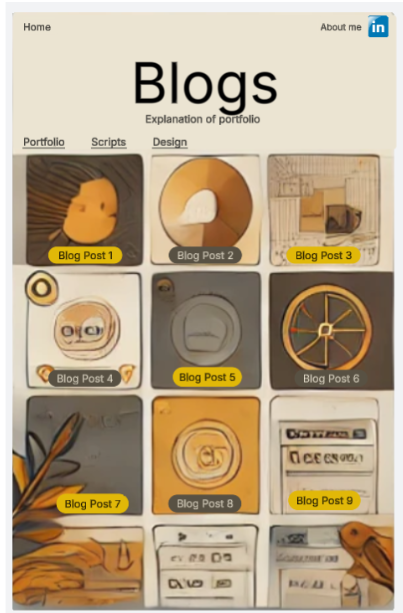 Home About me in
Blogs
Explanation of portfolio
Portfolio Scripts Design
Blog Post 1 Blog Post 2 Blog Post 3
Blog Post 4 Blog Post 5 Blog Post 6
Blog Post 7 Blog Post 8 Blog Post 9